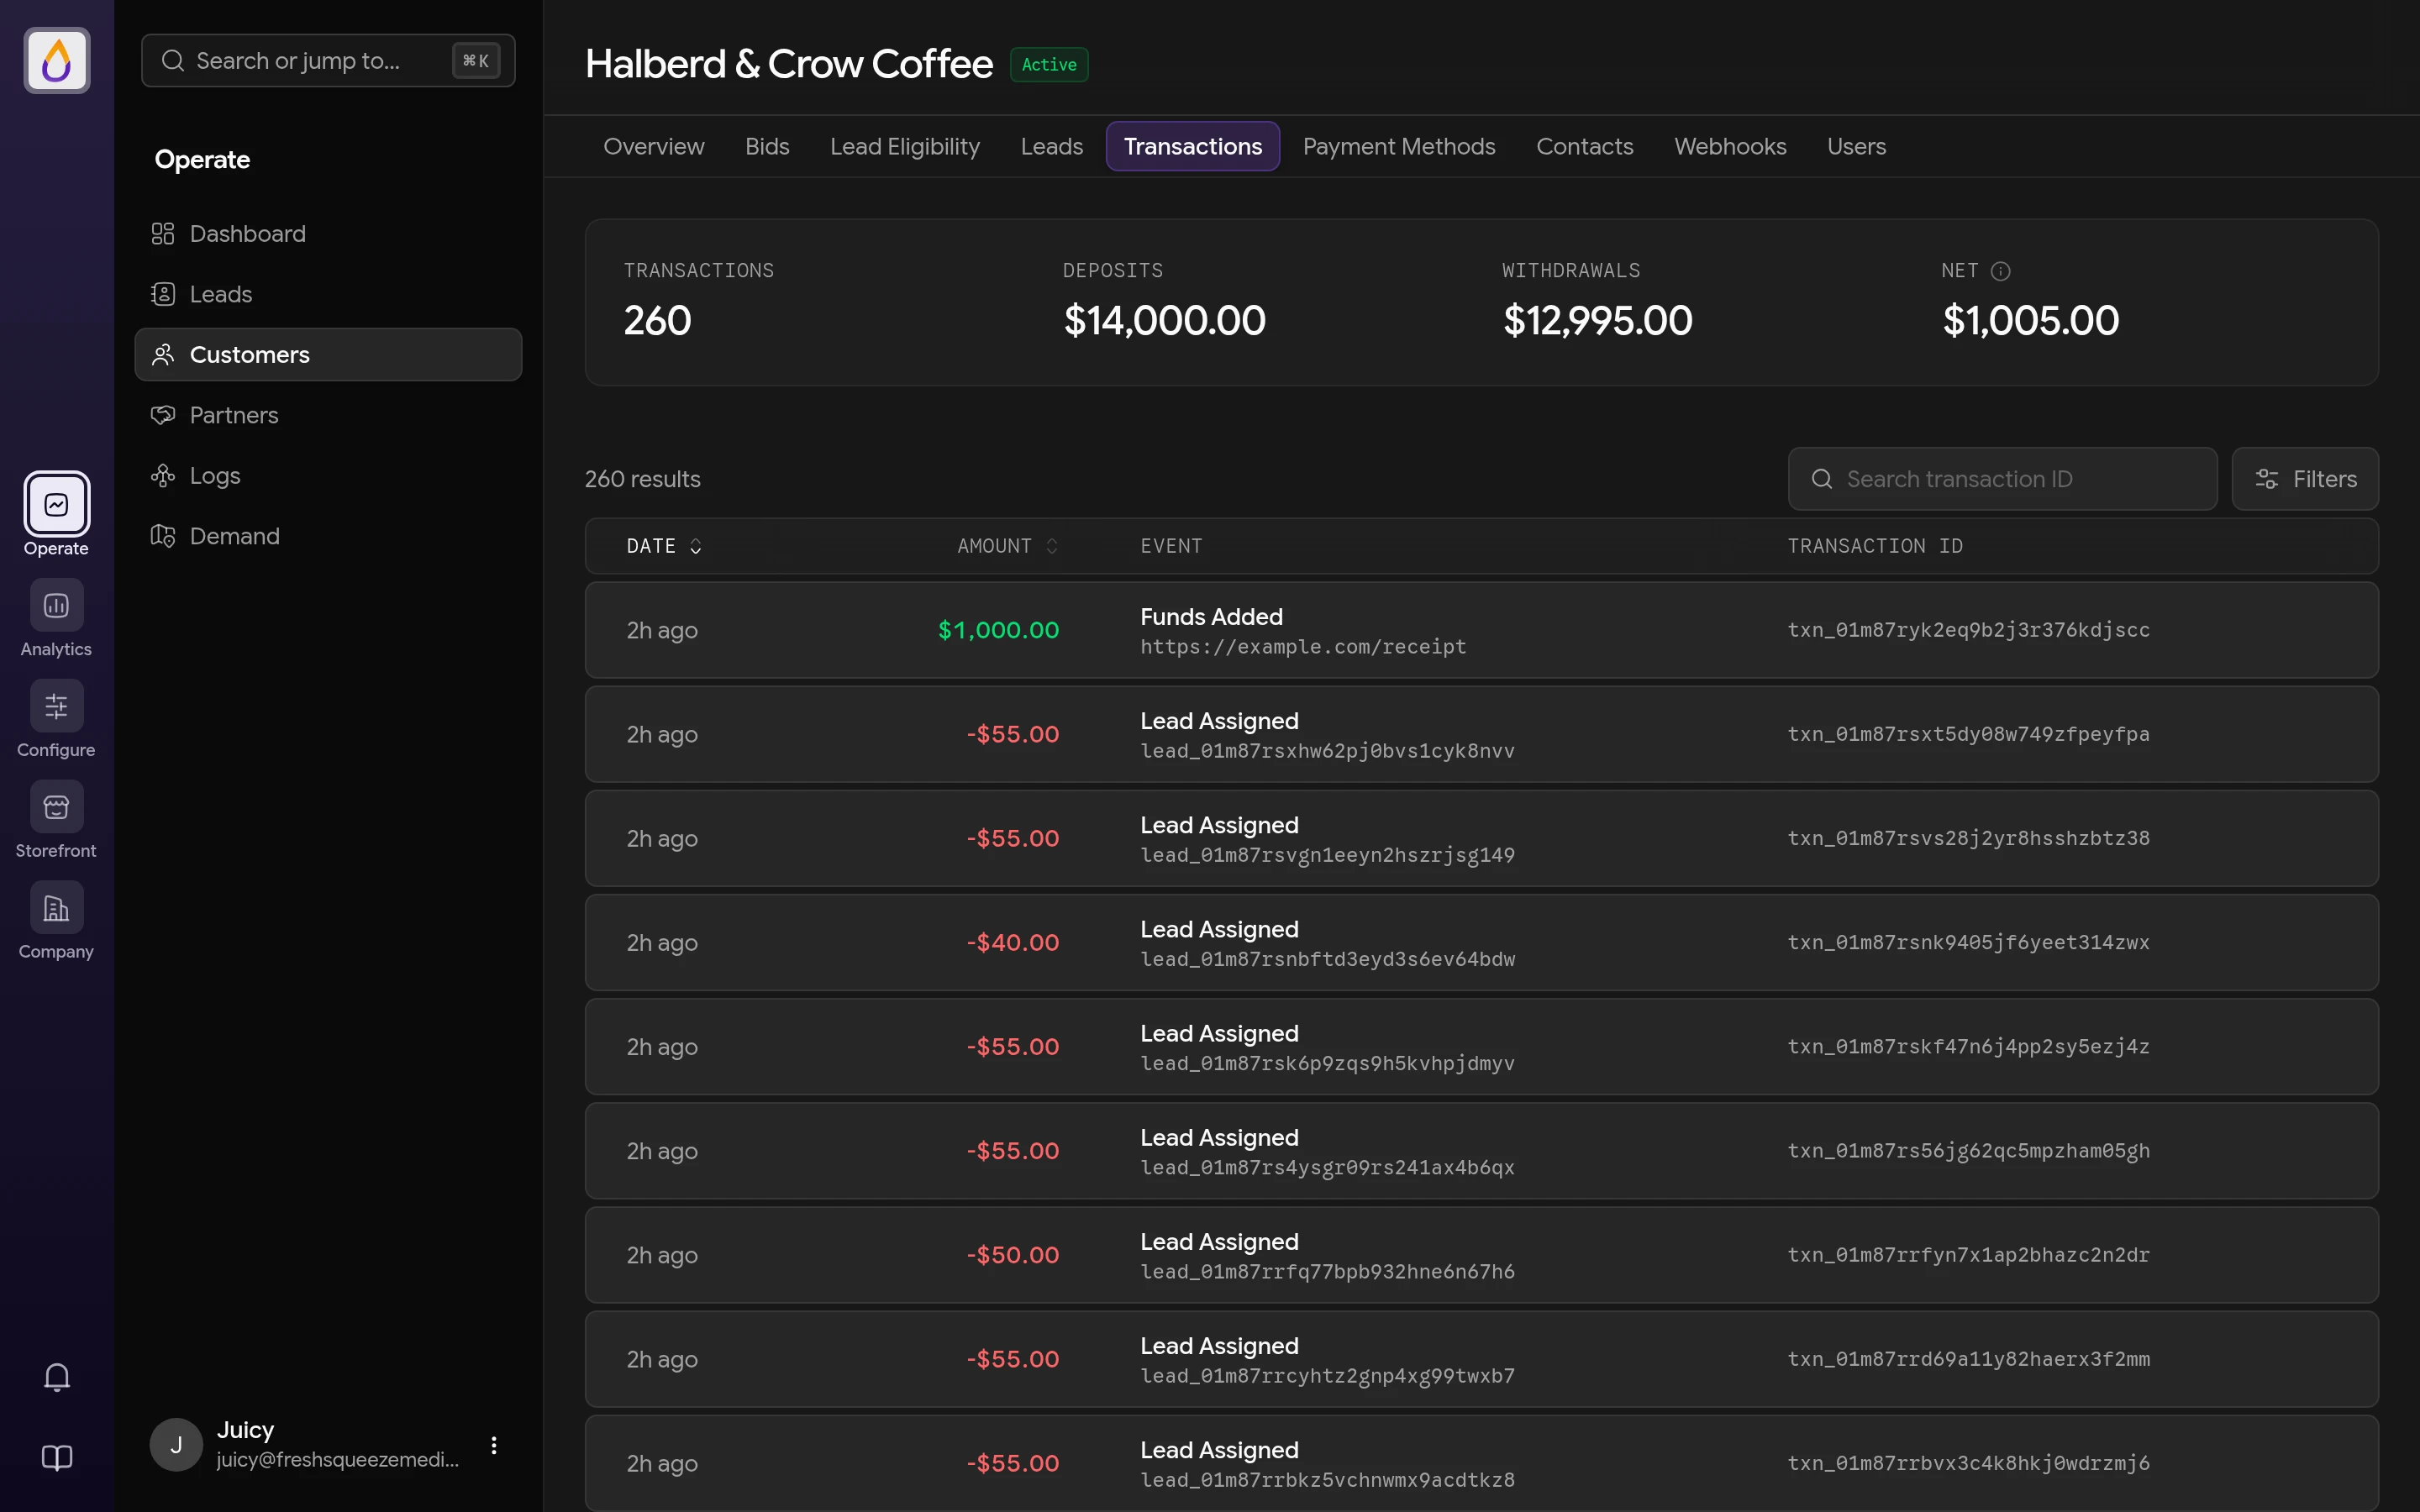 Search or jump to...
⌘K
Operate
Dashboard
Leads
Customers
Partners
Logs
Demand
Operate
Analytics
Configure
Storefront
Company
J
Juicy
juicy@freshsqueezemedi...
Halberd & Crow Coffee
Active
Overview Bids Lead Eligibility Leads Transactions Payment Methods Contacts Webhooks Users
TRANSACTIONS DEPOSITS WITHDRAWALS NET
260 $14,000.00 $12,995.00 $1,005.00
260 results
Search transaction ID
Filters
DATE AMOUNT EVENT TRANSACTION ID
2h ago $1,000.00 Funds Added txn_01m87ryk2eq9b2j3r376kdjscc
https://example.com/receipt
2h ago -$55.00 Lead Assigned txn_01m87rsxt5dy08w749zfpeyfpa
lead_01m87rsxhw62pj0bvs1cyk8nvv
2h ago -$55.00 Lead Assigned txn_01m87rsvs28j2yr8hsshzbtz38
lead_01m87rsvgn1eeyn2hszrjsg149
2h ago -$40.00 Lead Assigned txn_01m87rsnk9405jf6yeet314zwx
lead_01m87rsnbftd3eyd3s6ev64bdw
2h ago -$55.00 Lead Assigned txn_01m87rskf47n6j4pp2sy5ezj4z
lead_01m87rsk6p9zqs9h5kvhpjdmyv
2h ago -$55.00 Lead Assigned txn_01m87rs56jg62qc5mpzham05gh
lead_01m87rs4ysgr09rs241ax4b6qx
2h ago -$50.00 Lead Assigned txn_01m87rrfyn7x1ap2bhazc2n2dr
lead_01m87rrfq77bpb932hne6n67h6
2h ago -$55.00 Lead Assigned txn_01m87rrd69a11y82haerx3f2mm
lead_01m87rrcyhtz2gnp4xg99twxb7
2h ago -$55.00 Lead Assigned txn_01m87rrbvx3c4k8hkj0wdrzmj6
lead_01m87rrbkz5vchnwmx9acdtkz8